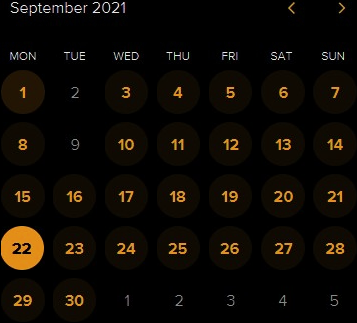 September 2021
MON TUE WED THU FRI SAT SUN
1 2 3 4 5 6 7
8 9 10 11 12 13 14
15 16 17 18 19 20 21
22 23 24 25 26 27 28
29 30 1 2 3 4 5